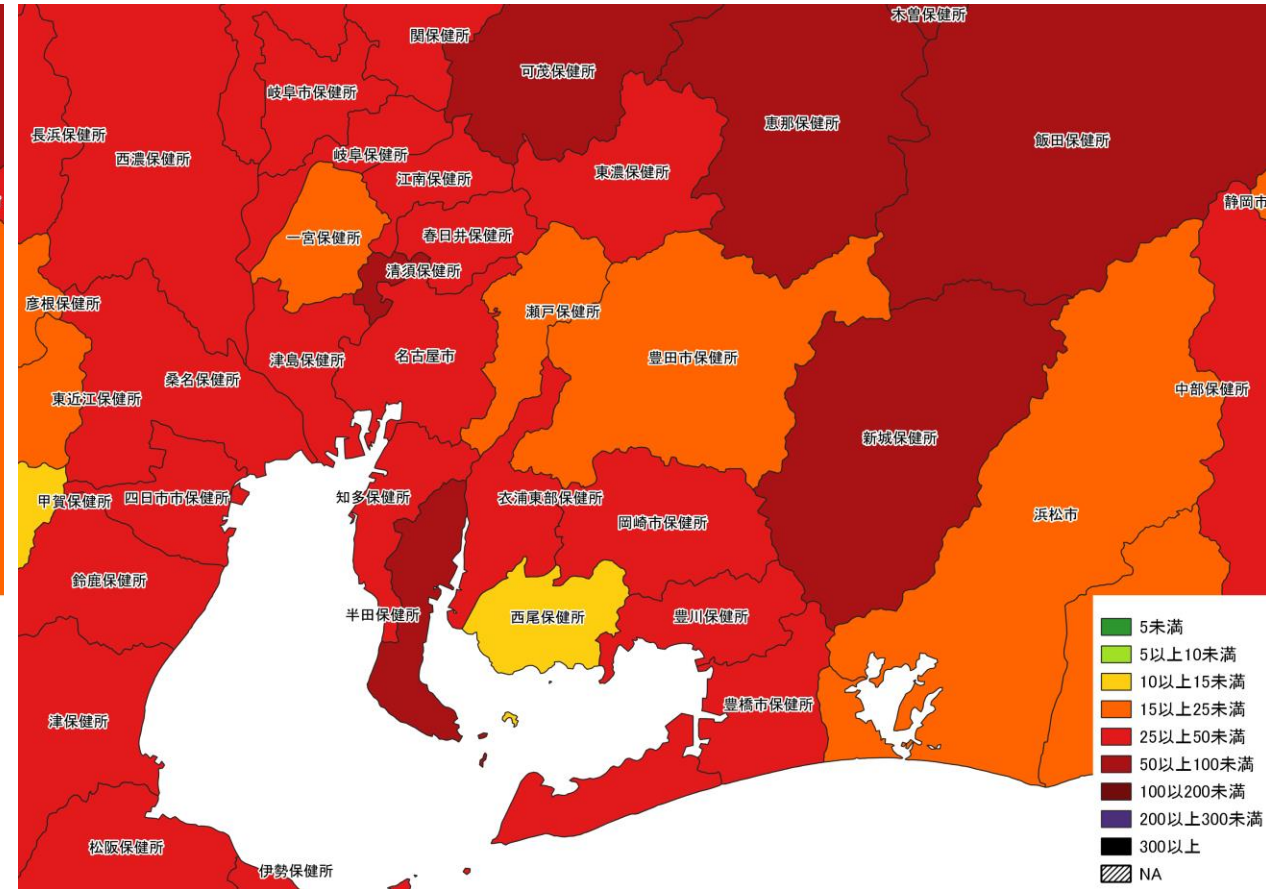 木曽保健所
関保健所
可茂保健所
岐阜市保健所
恵那保健所
長浜保健所
飯田保健所
西濃保健所
岐阜保健所
東濃保健所
江南保健所
静岡市
一宮保健所
春日井保健所
清須保健所
彦根保健所
瀬戸保健所
津島保健所
名古屋市
豊田市保健所
桑名保健所
中部保健所
東近江保健所
新城保健所
甲賀保健所
四日市市保健所
知多保健所
衣浦東部保健所
岡崎市保健所
浜松市
鈴鹿保健所
半田保健所
西尾保健所
豊川保健所
津保健所
豊橋市保健所
松阪保健所
伊勢保健所
5未満
5以上10未満
10以上15未満
15以上25未満
25以上50未満
50以上100未満
100以200未満
200以上300未満
300以上
NA